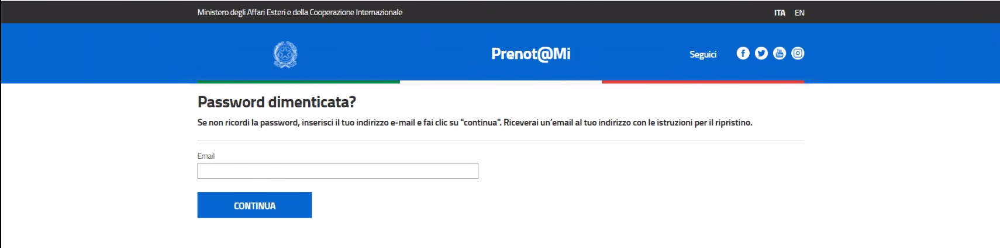 Ministero degli Affari Esteri e della Cooperazione Internazionale
ITA EN
Prenot@Mi
Seguici
Password dimenticata?
Se non ricordi la password, inserisci il tuo indirizzo e-mail e fai clic su "continua". Riceverai un’email al tuo indirizzo con le istruzioni per il ripristino.
Email
CONTINUA